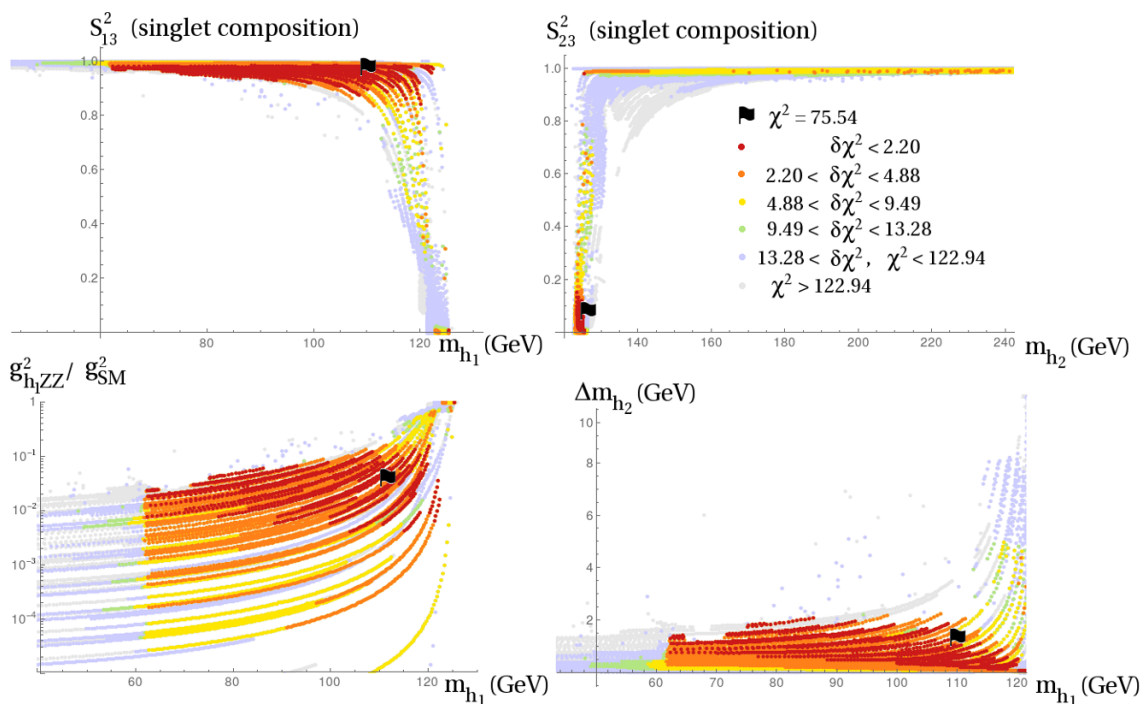 S²₁₃ (singlet composition)
1.0
0.8
0.6
0.4
0.2
80
100
120
m_h₁ (GeV)
S²₂₃ (singlet composition)
1.0
0.8
0.6
0.4
0.2
140
160
180
200
220
240
m_h₂ (GeV)
χ² = 75.54
δχ² < 2.20
2.20 < δχ² < 4.88
4.88 < δχ² < 9.49
9.49 < δχ² < 13.28
13.28 < δχ² , χ² < 122.94
χ² > 122.94
g²_h₁ZZ / g²_SM
1
10⁻¹
10⁻²
10⁻³
10⁻⁴
60
80
100
120
m_h₁ (GeV)
Δm_h₂ (GeV)
10
8
6
4
2
60
70
80
90
100
110
120
m_h₁ (GeV)